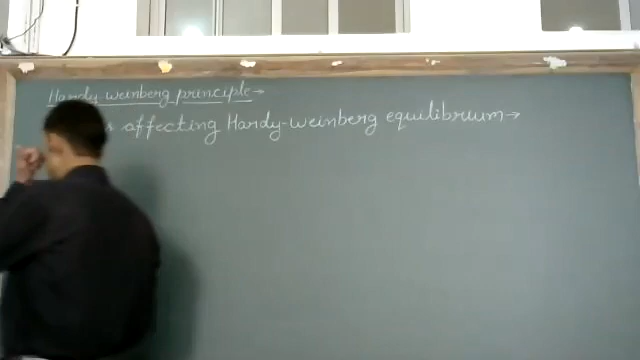 Hardy-weinberg principle→
affecting Hardy-weinberg equilibrium→